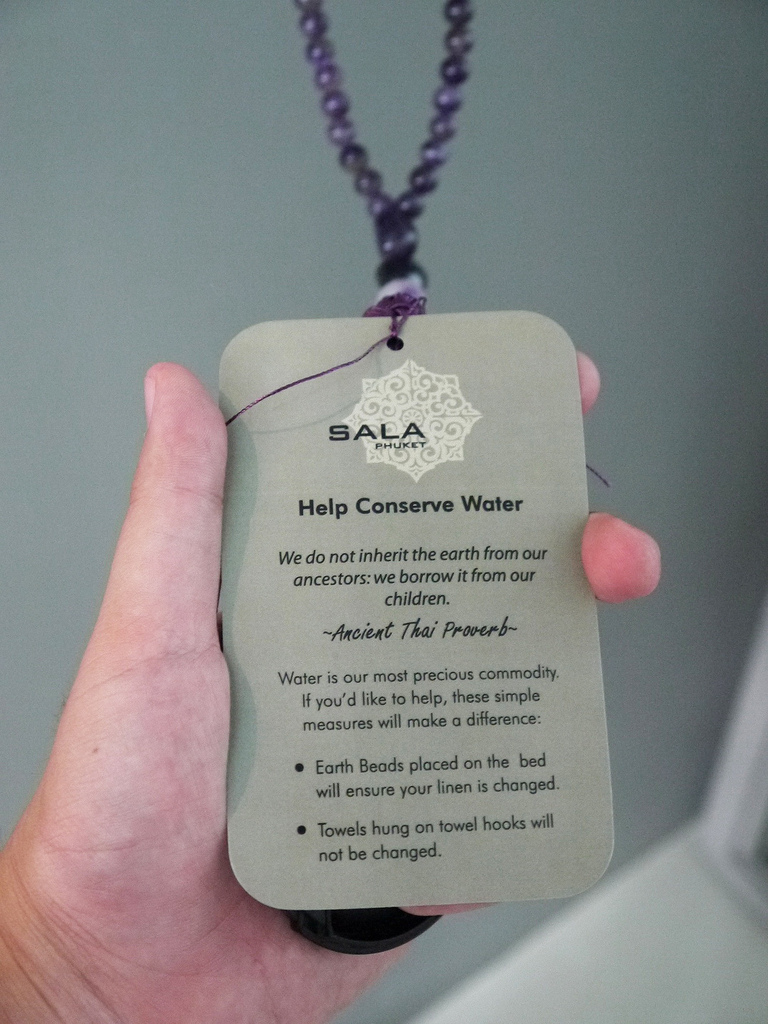 SALA
PHUKET
Help Conserve Water
We do not inherit the earth from our
ancestors: we borrow it from our
children.
~Ancient Thai Proverb~
Water is our most precious commodity.
If you'd like to help, these simple
measures will make a difference:
• Earth Beads placed on the bed
will ensure your linen is changed.
• Towels hung on towel hooks will
not be changed.